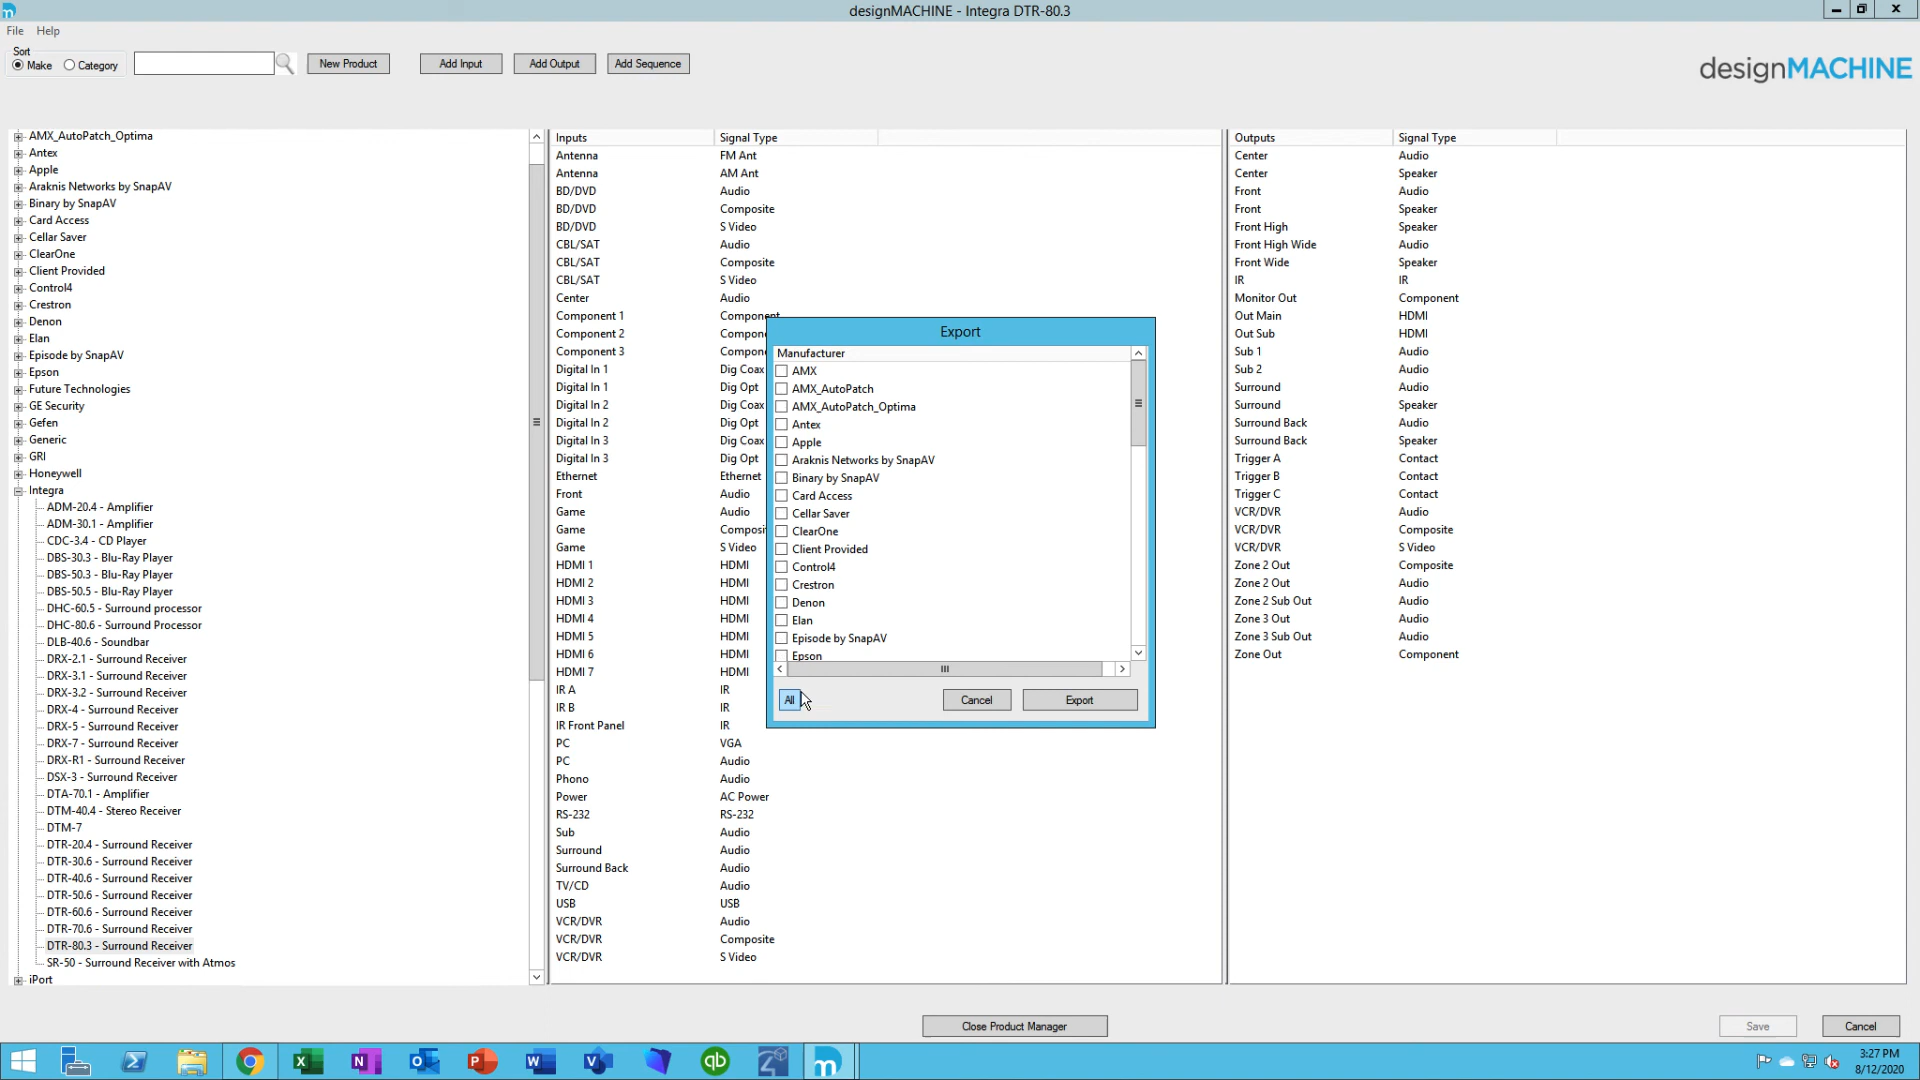 designMACHINE - Integra DTR-80.3
File Help
Sort
Make Category
New Product
Add Input
Add Output
Add Sequence
designMACHINE
AMX_AutoPatch_Optima
Antex
Apple
Araknis Networks by SnapAV
Binary by SnapAV
Card Access
Cellar Saver
ClearOne
Client Provided
Control4
Crestron
Denon
Elan
Episode by SnapAV
Epson
Future Technologies
GE Security
Gefen
Generic
GRI
Honeywell
Integra
ADM-20.4 - Amplifier
ADM-30.1 - Amplifier
CDC-3.4 - CD Player
DBS-30.3 - Blu-Ray Player
DBS-50.3 - Blu-Ray Player
DBS-50.5 - Blu-Ray Player
DHC-60.5 - Surround processor
DHC-80.6 - Surround Processor
DLB-40.6 - Soundbar
DRX-2.1 - Surround Receiver
DRX-3.1 - Surround Receiver
DRX-3.2 - Surround Receiver
DRX-4 - Surround Receiver
DRX-5 - Surround Receiver
DRX-7 - Surround Receiver
DRX-R1 - Surround Receiver
DSX-3 - Surround Receiver
DTA-70.1 - Amplifier
DTM-40.4 - Stereo Receiver
DTM-7
DTR-20.4 - Surround Receiver
DTR-30.6 - Surround Receiver
DTR-40.6 - Surround Receiver
DTR-50.6 - Surround Receiver
DTR-60.6 - Surround Receiver
DTR-70.6 - Surround Receiver
DTR-80.3 - Surround Receiver
SR-50 - Surround Receiver with Atmos
iPort
Inputs Signal Type
Antenna FM Ant
Antenna AM Ant
BD/DVD Audio
BD/DVD Composite
BD/DVD S Video
CBL/SAT Audio
CBL/SAT Composite
CBL/SAT S Video
Center Audio
Component 1 Component
Component 2 Compone
Component 3 Compone
Digital In 1 Dig Coax
Digital In 1 Dig Opt
Digital In 2 Dig Coax
Digital In 2 Dig Opt
Digital In 3 Dig Coax
Digital In 3 Dig Opt
Ethernet Ethernet
Front Audio
Game Audio
Game Composi
Game S Video
HDMI 1 HDMI
HDMI 2 HDMI
HDMI 3 HDMI
HDMI 4 HDMI
HDMI 5 HDMI
HDMI 6 HDMI
HDMI 7 HDMI
IR A IR
IR B IR
IR Front Panel IR
PC VGA
PC Audio
Phono Audio
Power AC Power
RS-232 RS-232
Sub Audio
Surround Audio
Surround Back Audio
TV/CD Audio
USB USB
VCR/DVR Audio
VCR/DVR Composite
VCR/DVR S Video
Export
Manufacturer
AMX
AMX_AutoPatch
AMX_AutoPatch_Optima
Antex
Apple
Araknis Networks by SnapAV
Binary by SnapAV
Card Access
Cellar Saver
ClearOne
Client Provided
Control4
Crestron
Denon
Elan
Episode by SnapAV
Epson
All Cancel Export
Outputs Signal Type
Center Audio
Center Speaker
Front Audio
Front Speaker
Front High Speaker
Front High Wide Audio
Front Wide Speaker
IR IR
Monitor Out Component
Out Main HDMI
Out Sub HDMI
Sub 1 Audio
Sub 2 Audio
Surround Audio
Surround Speaker
Surround Back Audio
Surround Back Speaker
Trigger A Contact
Trigger B Contact
Trigger C Contact
VCR/DVR Audio
VCR/DVR Composite
VCR/DVR S Video
Zone 2 Out Composite
Zone 2 Out Audio
Zone 2 Sub Out Audio
Zone 3 Out Audio
Zone 3 Sub Out Audio
Zone Out Component
Close Product Manager
Save
Cancel
3:27 PM
8/12/2020